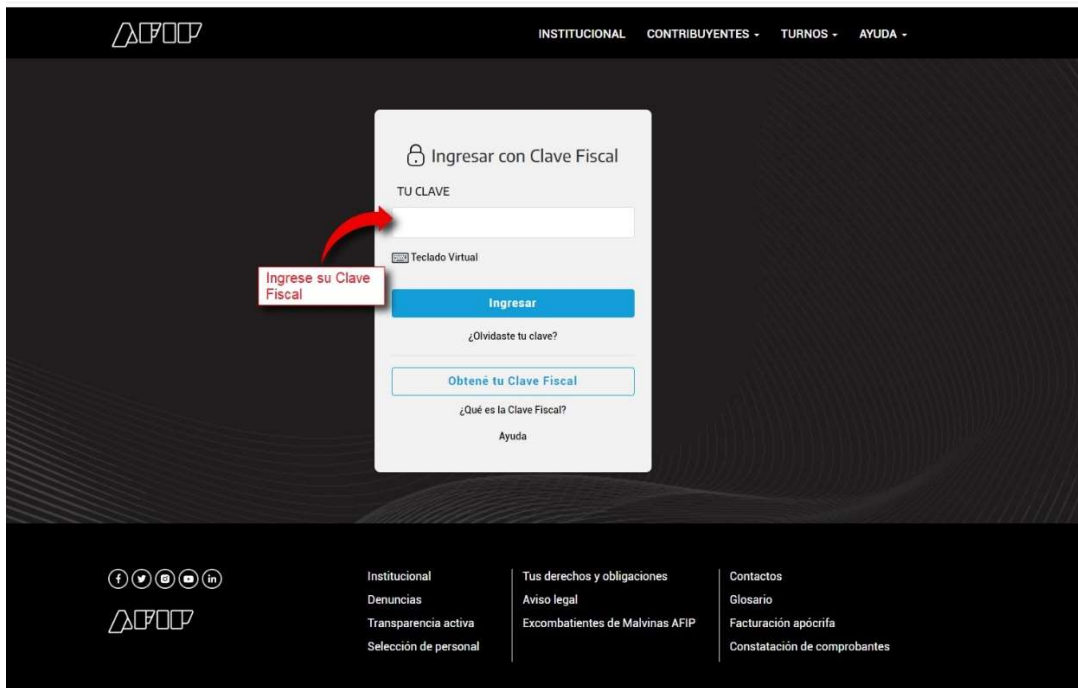 AFIP
INSTITUCIONAL CONTRIBUYENTES TURNOS AYUDA
Ingresar con Clave Fiscal
TU CLAVE
Teclado Virtual
Ingrese su Clave
Fiscal
Ingresar
¿Olvidaste tu clave?
Obtené tu Clave Fiscal
¿Qué es la Clave Fiscal?
Ayuda
AFIP
Institucional
Denuncias
Transparencia activa
Selección de personal
Tus derechos y obligaciones
Aviso legal
Excombatientes de Malvinas AFIP
Contactos
Glosario
Facturación apócrifa
Constatación de comprobantes